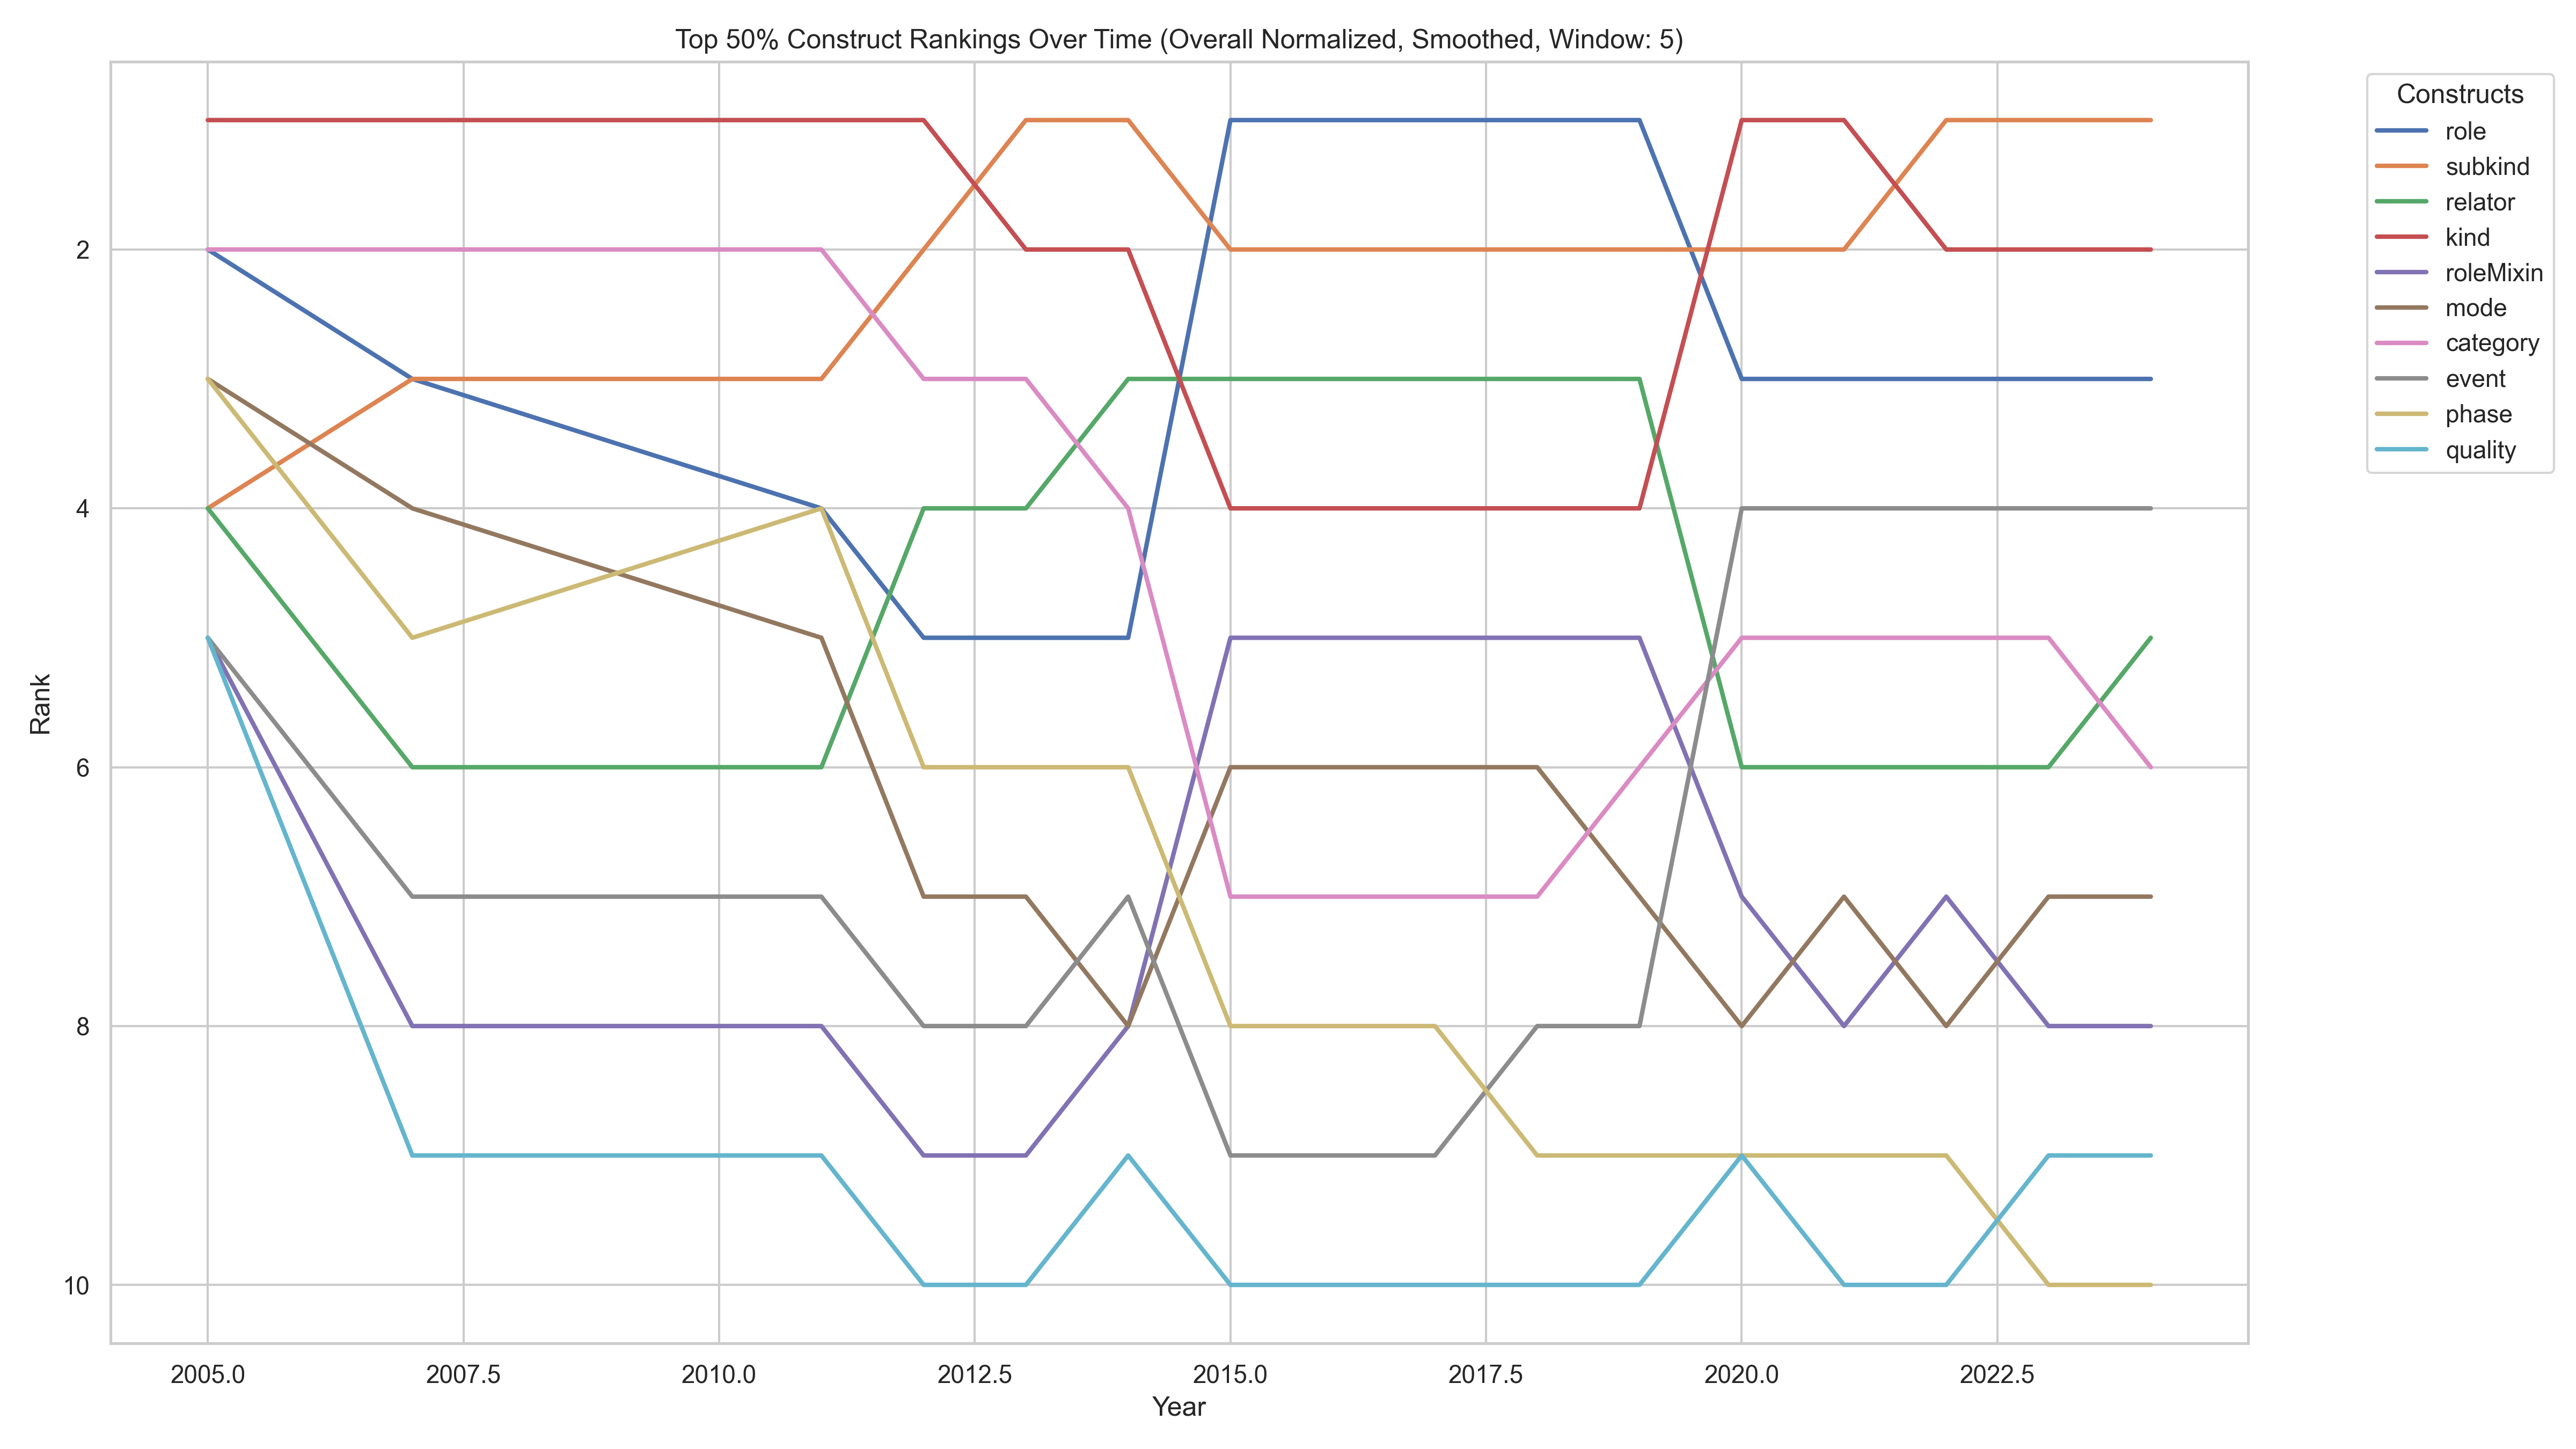 Top 50% Construct Rankings Over Time (Overall Normalized, Smoothed, Window: 5)
Constructs
role
subkind
relator
kind
roleMixin
mode
category
event
phase
quality
Rank
2
4
6
8
10
2005.0 2007.5 2010.0 2012.5 2015.0 2017.5 2020.0 2022.5
Year